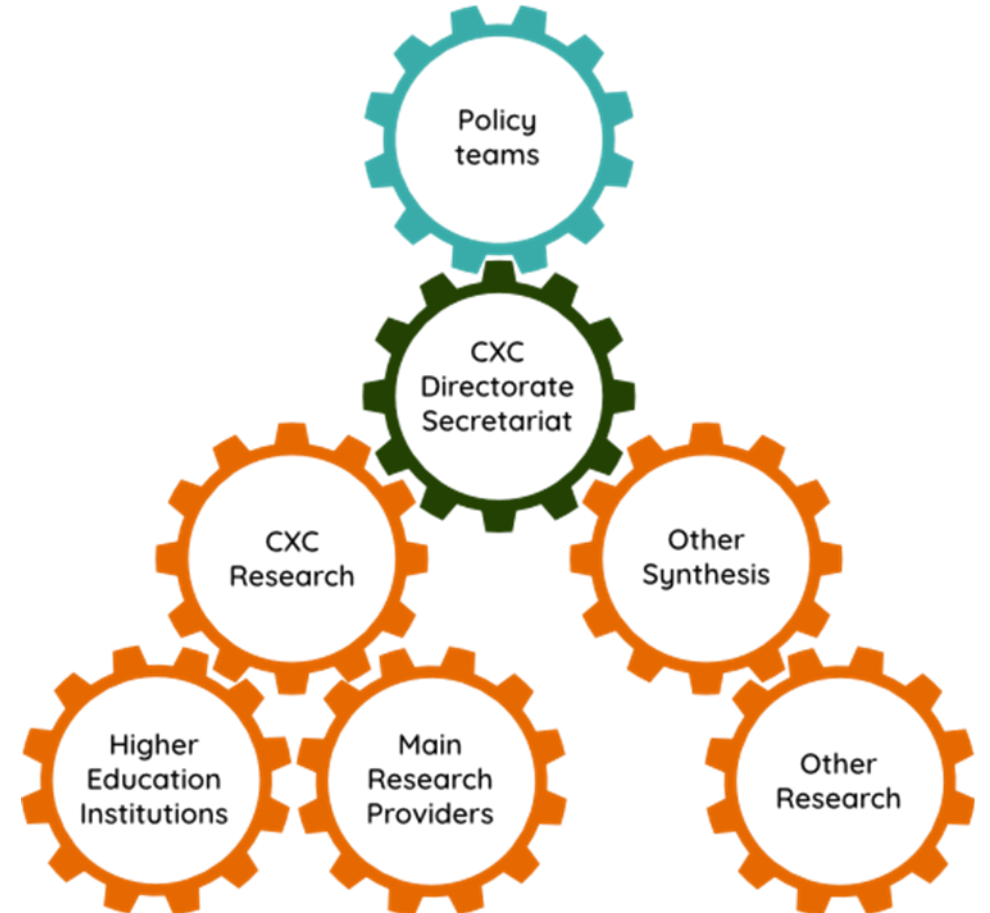 Policy
teams
CXC
Directorate
Secretariat
CXC
Research
Other
Synthesis
Higher
Education
Institutions
Main
Research
Providers
Other
Research